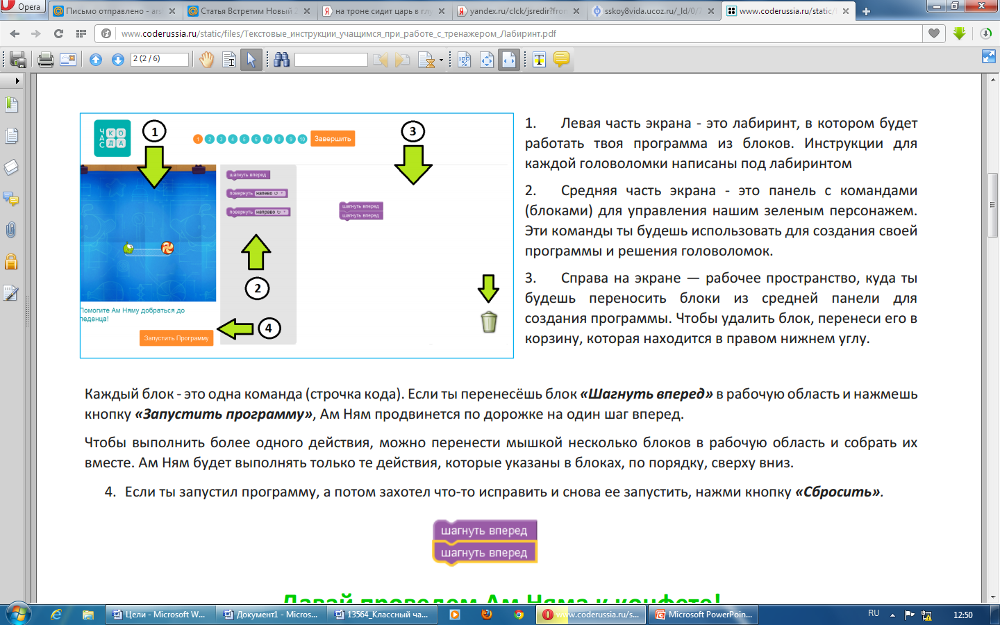 Opera
Письмо отправлено - ars
Статья Встретим Новый 2
на троне сидит царь в глу
yandex.ru/clck/jsredir?from
sskoy8vida.ucoz.ru/_ld/0/7
www.coderussia.ru/static/f
www.coderussia.ru/static/files/Текстовые_инструкции_учащимся_при_работе_с_тренажером_Лабиринт.pdf
2 (2 / 6)
ЧАС КОДА
1
3
1 2 3 4 5 6 7 8 9 10
Завершить
шагнуть вперед
повернуть налево
повернуть направо
шагнуть вперед
шагнуть вперед
2
Помогите Ам Няму добраться до
леденца!
4
Запустить Программу
1. Левая часть экрана - это лабиринт, в котором будет
работать твоя программа из блоков. Инструкции для
каждой головоломки написаны под лабиринтом
2. Средняя часть экрана - это панель с командами
(блоками) для управления нашим зеленым персонажем.
Эти команды ты будешь использовать для создания своей
программы и решения головоломок.
3. Справа на экране — рабочее пространство, куда ты
будешь переносить блоки из средней панели для
создания программы. Чтобы удалить блок, перенеси его в
корзину, которая находится в правом нижнем углу.
Каждый блок - это одна команда (строчка кода). Если ты перенесёшь блок «Шагнуть вперед» в рабочую область и нажмешь
кнопку «Запустить программу», Ам Ням продвинется по дорожке на один шаг вперед.
Чтобы выполнить более одного действия, можно перенести мышкой несколько блоков в рабочую область и собрать их
вместе. Ам Ням будет выполнять только те действия, которые указаны в блоках, по порядку, сверху вниз.
4. Если ты запустил программу, а потом захотел что-то исправить и снова ее запустить, нажми кнопку «Сбросить».
шагнуть вперед
шагнуть вперед
Давай проведем Ам Няма к конфете!
Цели - Microsoft W...
Документ1 - Micros...
13564_Классный ча...
www.coderussia.ru/s...
Microsoft PowerPoin...
RU
12:50